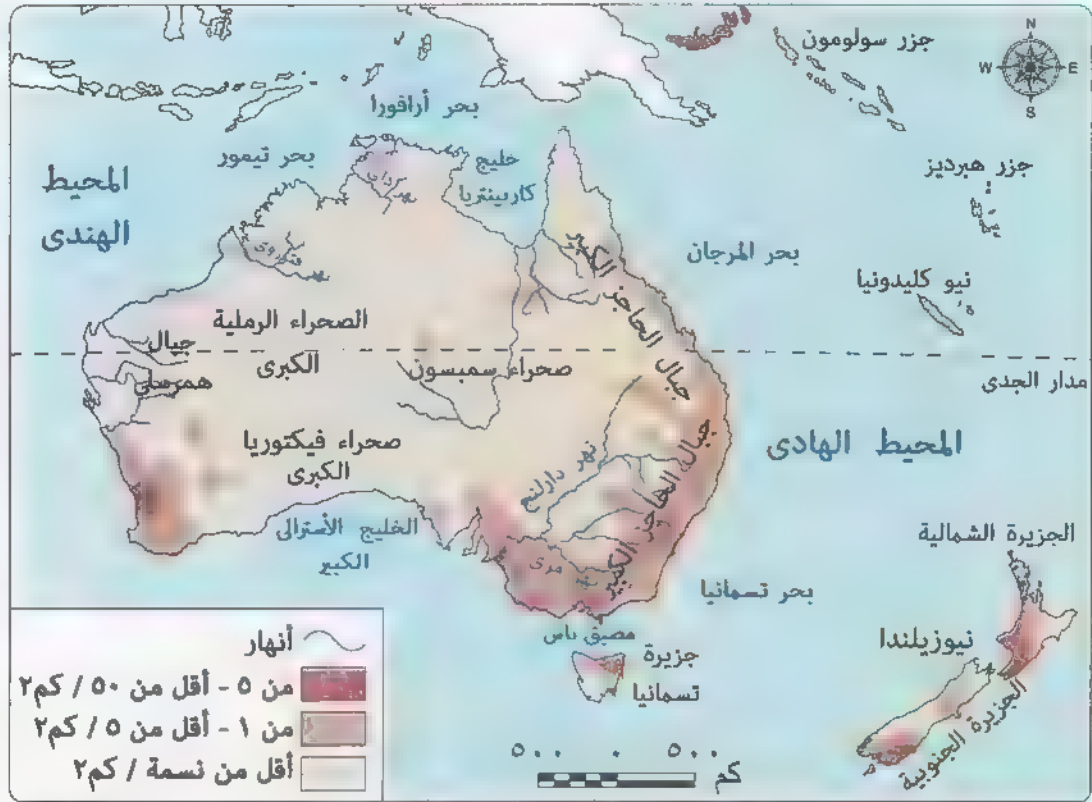 جزر سولومون
N
W
E
S
بحر أرافورا
بحر تيمور
خليج
كاربينتريا
المحيط
الهندى
جزر هبرديز
بحر المرجان
نيو كليدونيا
جبال الحاجز الكبير
الصحراء الرملية
الكبرى
جبال
همرسلى
صحراء سمبسون
مدار الجدى
صحراء فيكتوريا
الكبرى
نهر دارلنج
جبال الحاجز الكبير
المحيط الهادى
الخليج الأسترالى
الكبير
نهر مرى
بحر تسمانيا
الجزيرة الشمالية
نيوزيلندا
الجزيرة الجنوبية
مضيق باس
جزيرة
تسمانيا
أنهار
من ٥ - أقل من ٥٠ / كم٢
من ١ - أقل من ٥ / كم٢
أقل من نسمة / كم٢
٥٠٠ ٠ ٥٠٠
كم